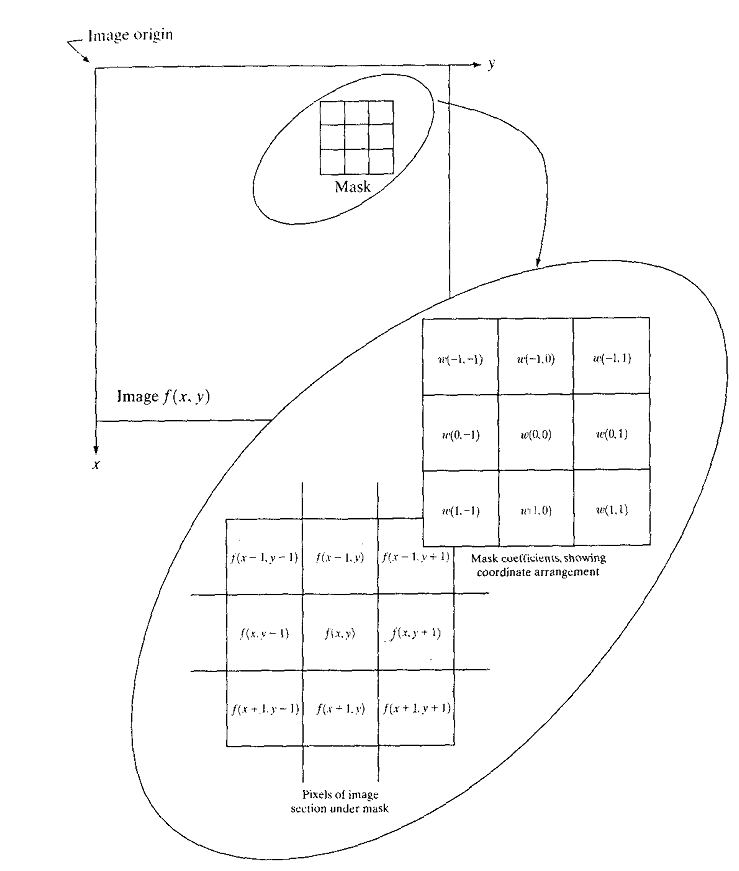 Image origin
y
Mask
w(−1,−1) w(−1,0) w(−1,1)
Image f(x, y)
w(0,−1) w(0,0) w(0,1)
x
w(1,−1) w(1,0) w(1,1)
Mask coefficients, showing
coordinate arrangement
f(x − 1, y − 1) f(x − 1, y) f(x − 1, y + 1)
f(x, y − 1) f(x, y) f(x, y + 1)
f(x + 1, y − 1) f(x + 1, y) f(x + 1, y + 1)
Pixels of image
section under mask